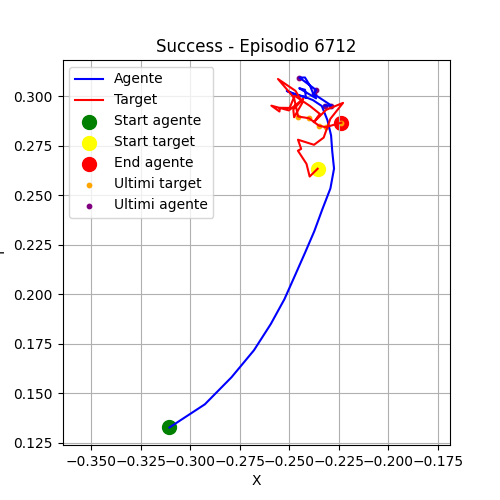 Success - Episodio 6712
Agente
Target
Start agente
Start target
End agente
Ultimi target
Ultimi agente
0.300
0.275
0.250
0.225
0.200
0.175
0.150
0.125
−0.350 −0.325 −0.300 −0.275 −0.250 −0.225 −0.200 −0.175
X